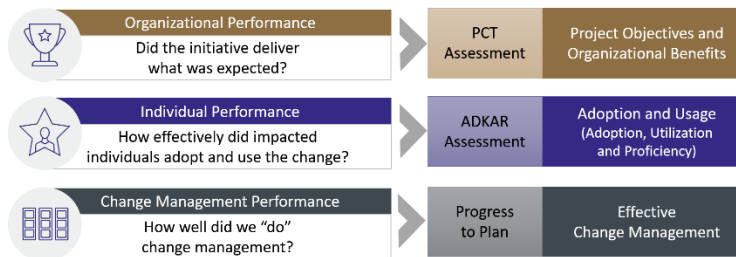 Organizational Performance
Did the initiative deliver
what was expected?
PCT
Assessment
Project Objectives and
Organizational Benefits
Individual Performance
How effectively did impacted
individuals adopt and use the change?
ADKAR
Assessment
Adoption and Usage
(Adoption, Utilization
and Proficiency)
Change Management Performance
How well did we “do”
change management?
Progress
to Plan
Effective
Change Management